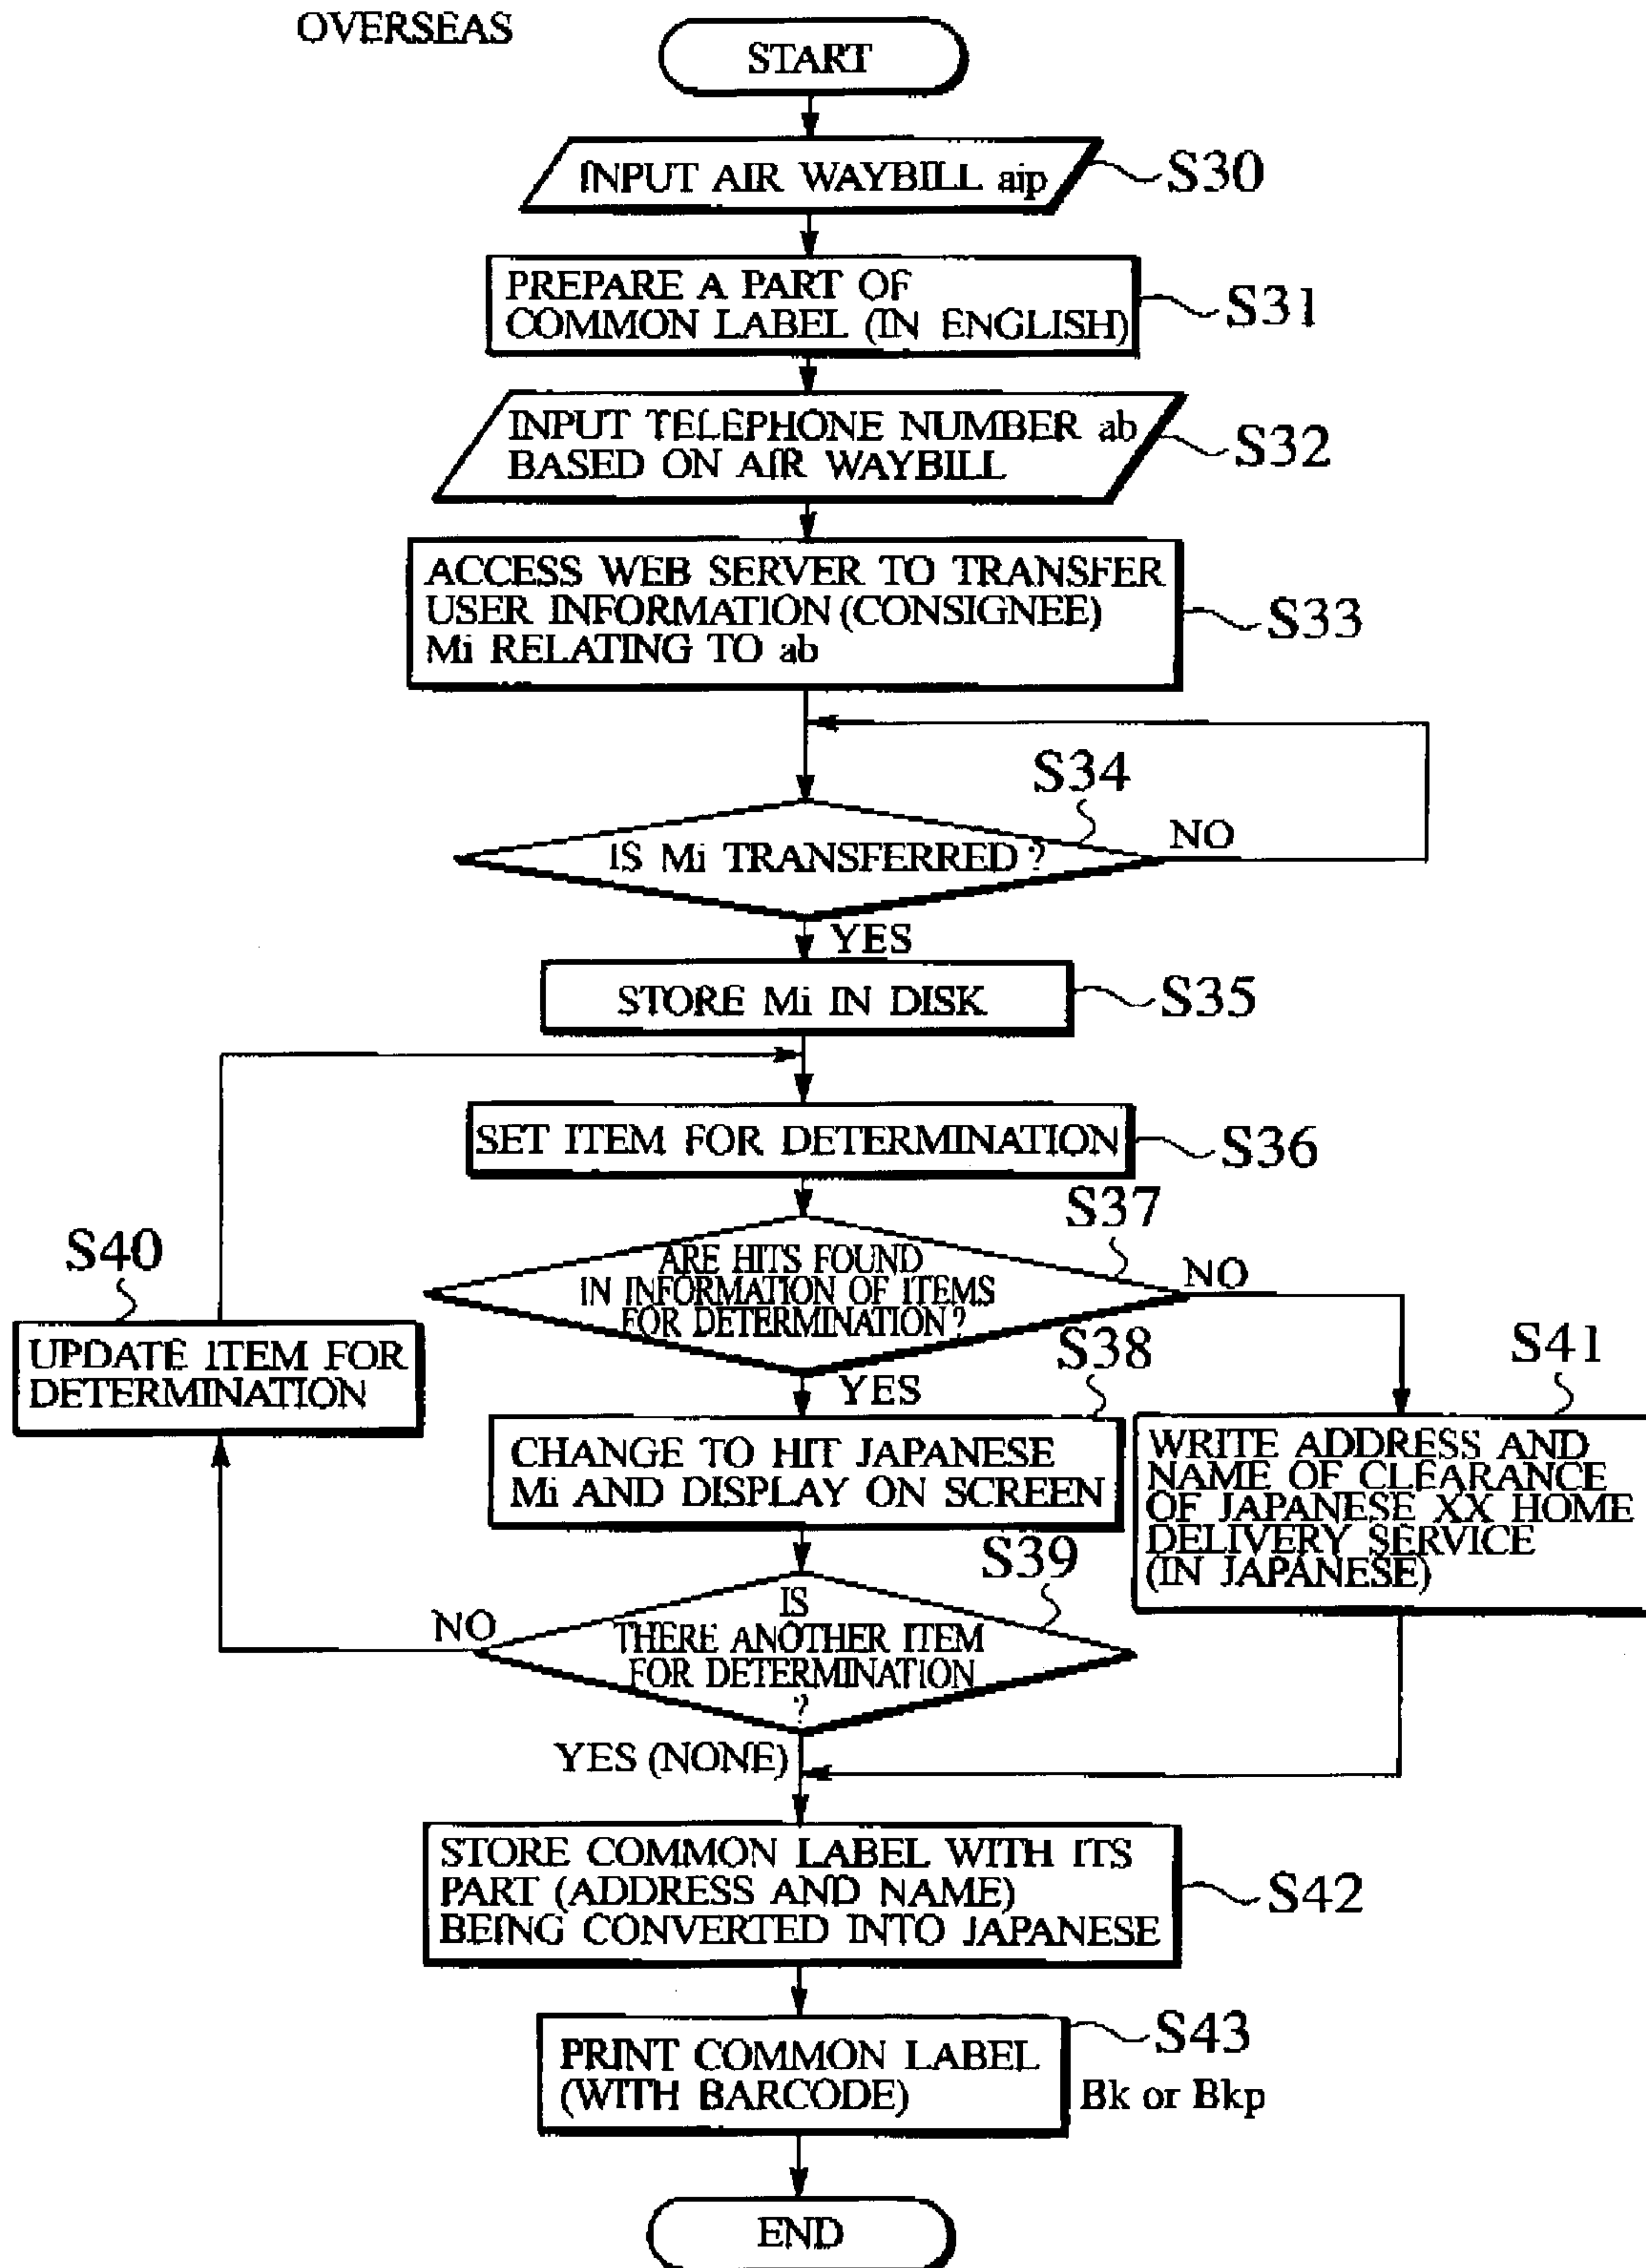 OVERSEAS
START
INPUT AIR WAYBILL aip
S30
PREPARE A PART OF
COMMON LABEL (IN ENGLISH)
S31
INPUT TELEPHONE NUMBER ab
BASED ON AIR WAYBILL
S32
ACCESS WEB SERVER TO TRANSFER
USER INFORMATION (CONSIGNEE)
Mi RELATING TO ab
S33
S34
IS Mi TRANSFERRED ?
NO
YES
STORE Mi IN DISK
S35
SET ITEM FOR DETERMINATION
S36
S37
ARE HITS FOUND
IN INFORMATION OF ITEMS
FOR DETERMINATION ?
NO
YES
S40
UPDATE ITEM FOR
DETERMINATION
S38
CHANGE TO HIT JAPANESE
Mi AND DISPLAY ON SCREEN
S41
WRITE ADDRESS AND
NAME OF CLEARANCE
OF JAPANESE XX HOME
DELIVERY SERVICE
(IN JAPANESE)
S39
IS
THERE ANOTHER ITEM
FOR DETERMINATION
?
NO
YES (NONE)
STORE COMMON LABEL WITH ITS
PART (ADDRESS AND NAME)
BEING CONVERTED INTO JAPANESE
S42
PRINT COMMON LABEL
(WITH BARCODE)
S43
Bk or Bkp
END